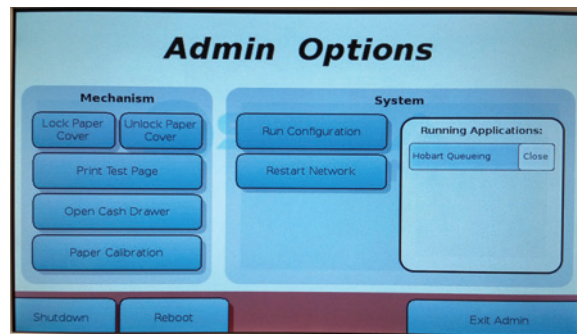 Admin Options
Mechanism
Lock Paper
Cover
Unlock Paper
Cover
Print Test Page
Open Cash Drawer
Paper Calibration
System
Run Configuration
Restart Network
Running Applications:
Hobart Queueing
Close
Shutdown
Reboot
Exit Admin